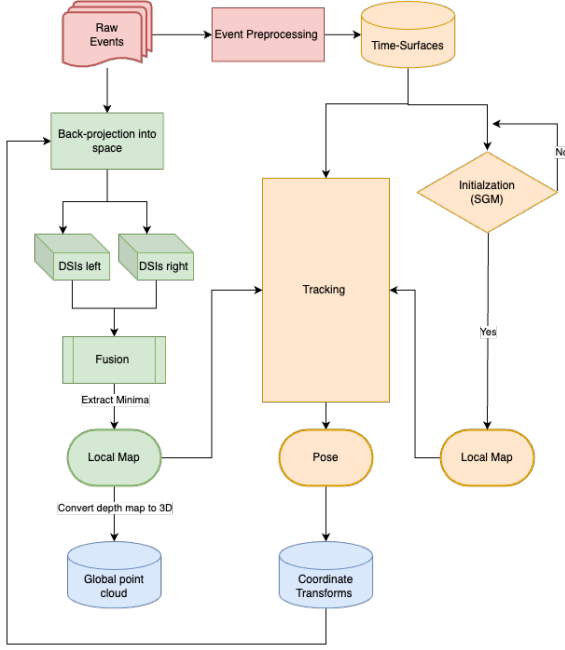 Raw
Events
Event Preprocessing
Time-Surfaces
Back-projection into
space
No
Initialzation
(SGM)
DSIs left
DSIs right
Tracking
Yes
Fusion
Extract Minima
Local Map
Pose
Local Map
Convert depth map to 3D
Global point
cloud
Coordinate
Transforms